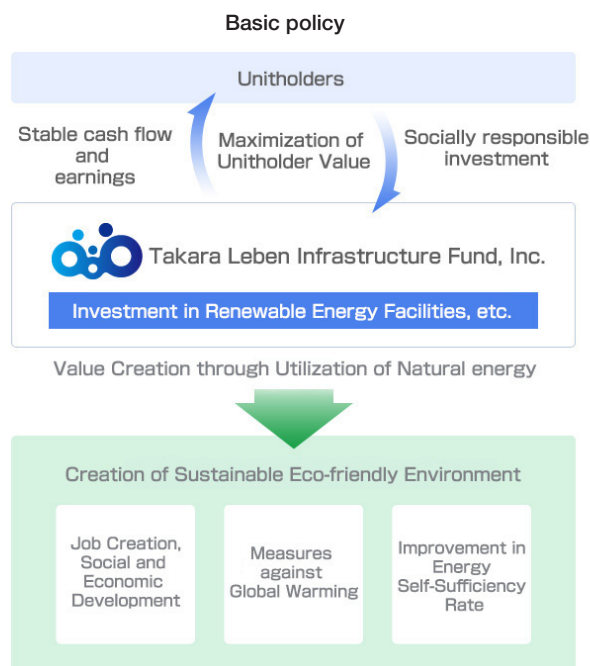 Basic policy
Unitholders
Stable cash flow
and
earnings
Maximization of
Unitholder Value
Socially responsible
investment
Takara Leben Infrastructure Fund, Inc.
Investment in Renewable Energy Facilities, etc.
Value Creation through Utilization of Natural energy
Creation of Sustainable Eco-friendly Environment
Job Creation,
Social and
Economic
Development
Measures
against
Global Warming
Improvement in
Energy
Self-Sufficiency
Rate